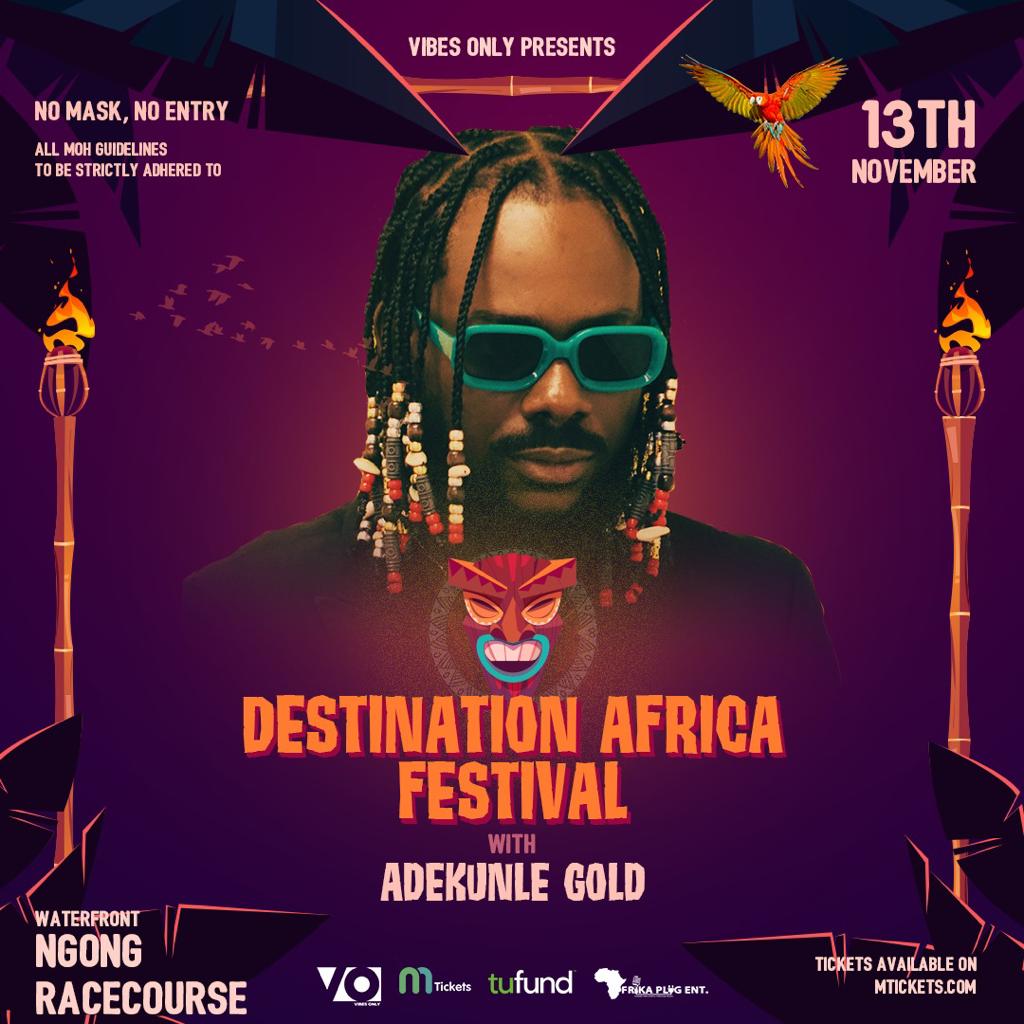 VIBES ONLY PRESENTS
NO MASK, NO ENTRY
ALL MOH GUIDELINES
TO BE STRICTLY ADHERED TO
13TH
NOVEMBER
DESTINATION AFRICA
FESTIVAL
WITH
ADEKUNLE GOLD
WATERFRONT
NGONG
RACECOURSE
VO
VIBES ONLY
m Tickets
tufund
AFRIKA PLUG ENT.
TICKETS AVAILABLE ON
MTICKETS.COM